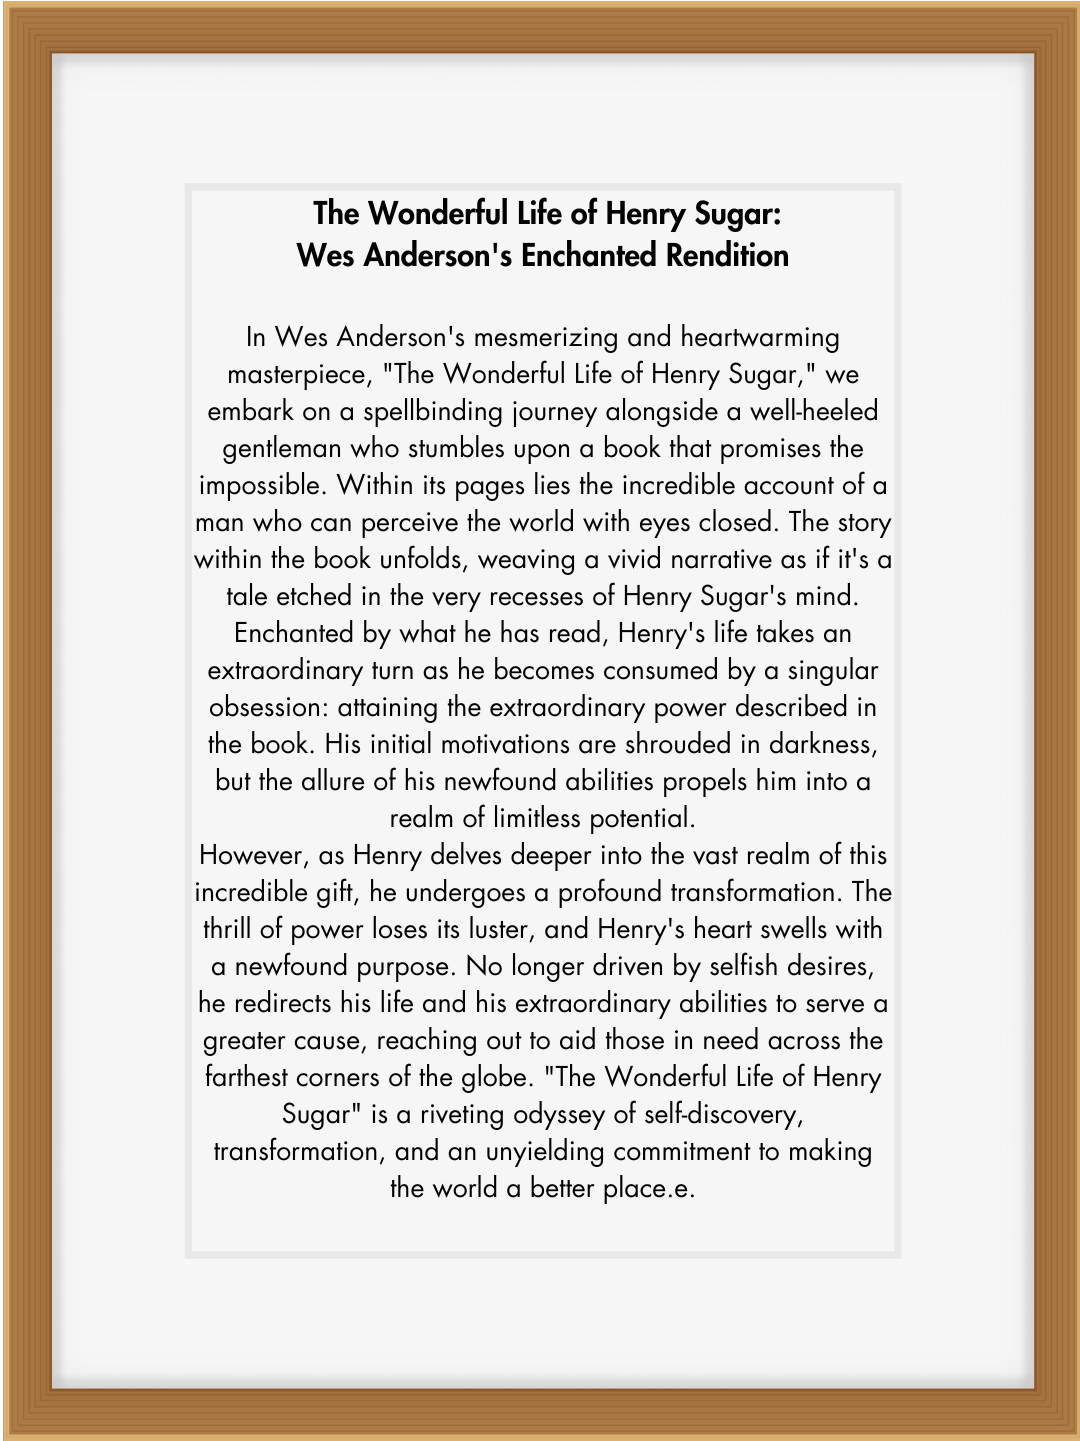 The Wonderful Life of Henry Sugar:
Wes Anderson's Enchanted Rendition
In Wes Anderson's mesmerizing and heartwarming
masterpiece, "The Wonderful Life of Henry Sugar," we
embark on a spellbinding journey alongside a well-heeled
gentleman who stumbles upon a book that promises the
impossible. Within its pages lies the incredible account of a
man who can perceive the world with eyes closed. The story
within the book unfolds, weaving a vivid narrative as if it's a
tale etched in the very recesses of Henry Sugar's mind.
Enchanted by what he has read, Henry's life takes an
extraordinary turn as he becomes consumed by a singular
obsession: attaining the extraordinary power described in
the book. His initial motivations are shrouded in darkness,
but the allure of his newfound abilities propels him into a
realm of limitless potential.
However, as Henry delves deeper into the vast realm of this
incredible gift, he undergoes a profound transformation. The
thrill of power loses its luster, and Henry's heart swells with
a newfound purpose. No longer driven by selfish desires,
he redirects his life and his extraordinary abilities to serve a
greater cause, reaching out to aid those in need across the
farthest corners of the globe. "The Wonderful Life of Henry
Sugar" is a riveting odyssey of self-discovery,
transformation, and an unyielding commitment to making
the world a better place.e.